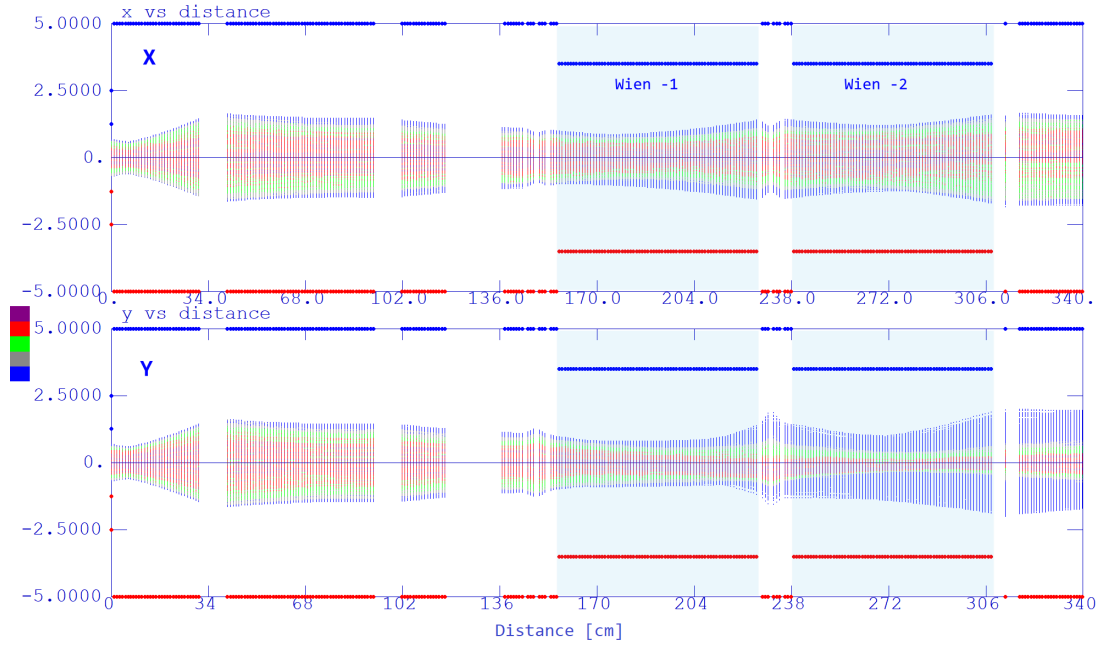 x vs distance
5.0000
X
2.5000
Wien -1 Wien -2
0.
-2.5000
-5.0000
0. 34.0 68.0 102.0 136.0 170.0 204.0 238.0 272.0 306.0 340.
y vs distance
5.0000
Y
2.5000
0.
-2.5000
-5.0000
0 34 68 102 136 170 204 238 272 306 340
Distance [cm]